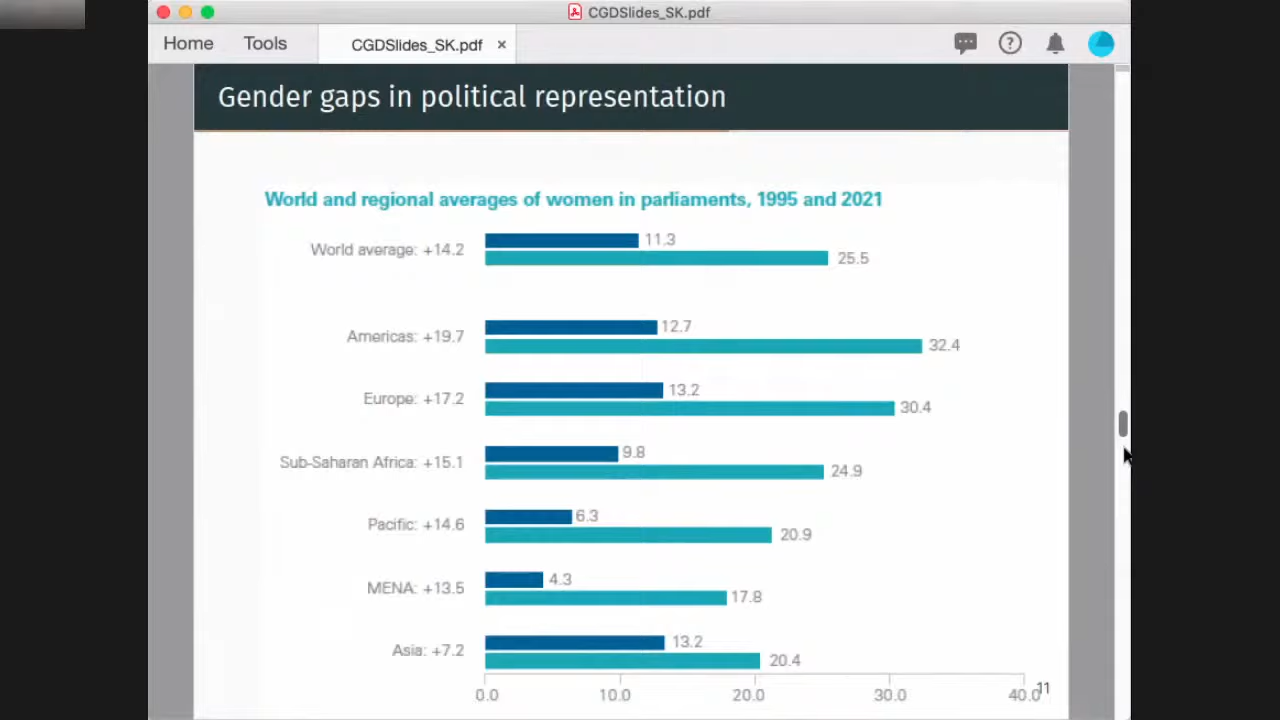 CGDSlides_SK.pdf
Home Tools CGDSlides_SK.pdf ×
Gender gaps in political representation
World and regional averages of women in parliaments, 1995 and 2021
World average: +14.2 11.3
25.5
Americas: +19.7 12.7
32.4
Europe: +17.2 13.2
30.4
Sub-Saharan Africa: +15.1 9.8
24.9
Pacific: +14.6 6.3
20.9
MENA: +13.5 4.3
17.8
Asia: +7.2 13.2
20.4
0.0 10.0 20.0 30.0 40.0
11